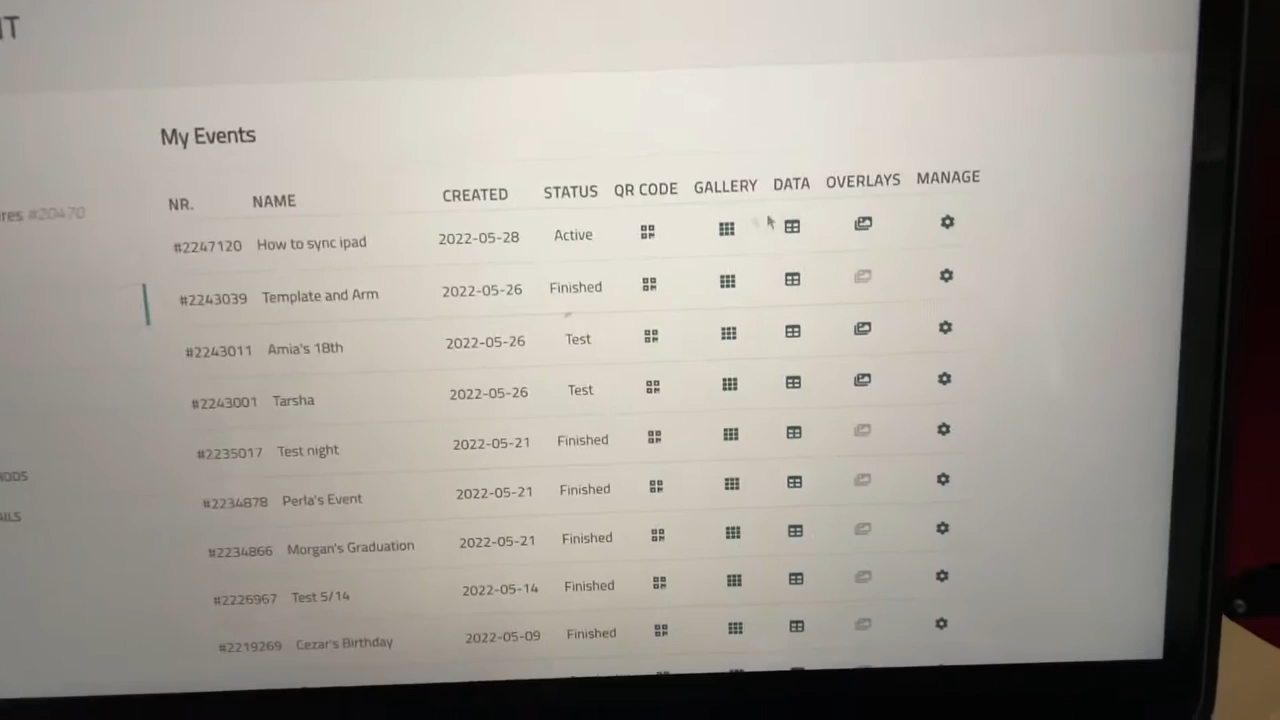 IT
My Events
NR. NAME CREATED STATUS QR CODE GALLERY DATA OVERLAYS MANAGE
#20470
#2247120 How to sync ipad 2022-05-28 Active
#2243039 Template and Arm 2022-05-26 Finished
#2243011 Amia's 18th 2022-05-26 Test
#2243001 Tarsha 2022-05-26 Test
#2235017 Test night 2022-05-21 Finished
#2234878 Perla's Event 2022-05-21 Finished
#2234866 Morgan's Graduation 2022-05-21 Finished
#2226967 Test 5/14 2022-05-14 Finished
#2219269 Cezar's Birthday 2022-05-09 Finished